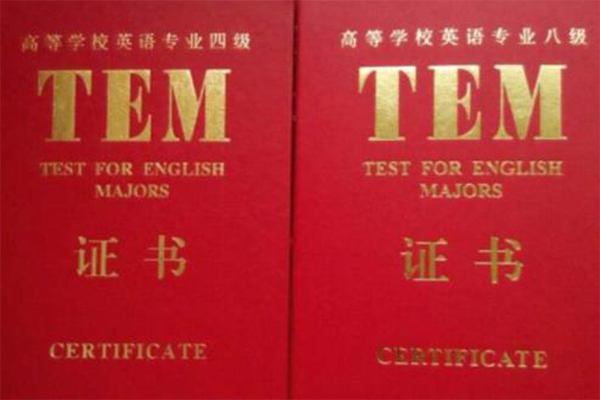 高等学校英语专业四级
TEM
TEST FOR ENGLISH
MAJORS
证书
CERTIFICATE
高等学校英语专业八级
TEM
TEST FOR ENGLISH
MAJORS
证书
CERTIFICATE